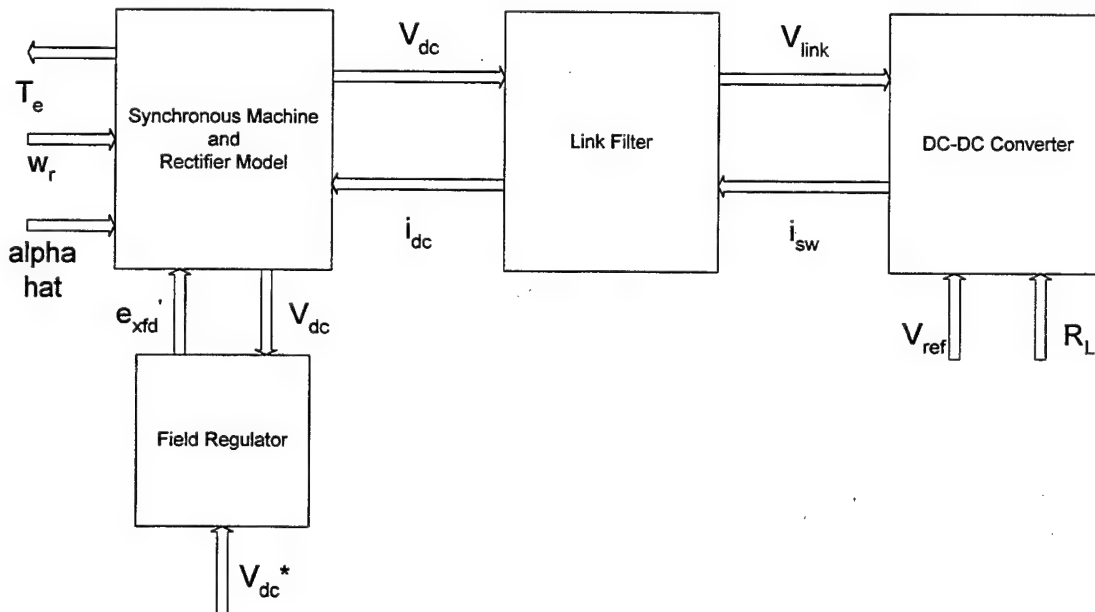 V_dc
V_link
T_e
w_r
alpha
hat
Synchronous Machine
and
Rectifier Model
Link Filter
DC-DC Converter
i_dc
i_sw
e_xfd'
V_dc
V_ref
R_L
Field Regulator
V_dc*